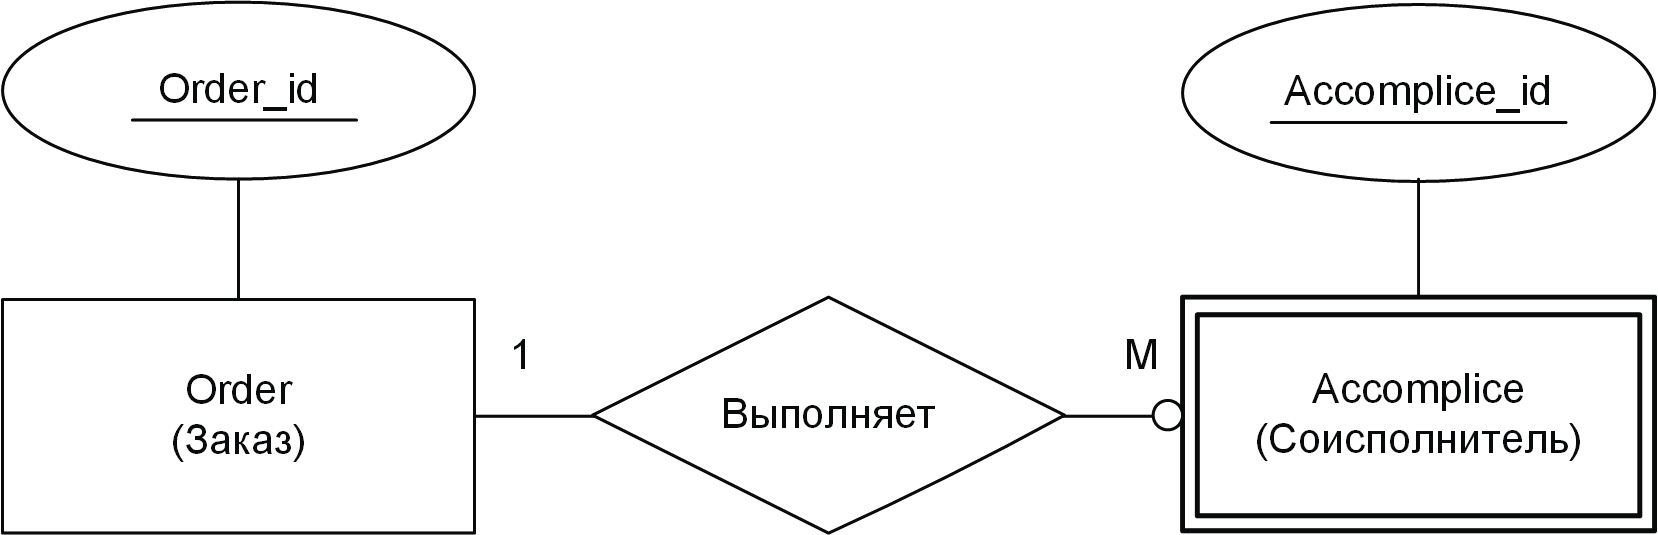 Order_id
Accomplice_id
Order
(Заказ)
1
Выполняет
M
Accomplice
(Соисполнитель)